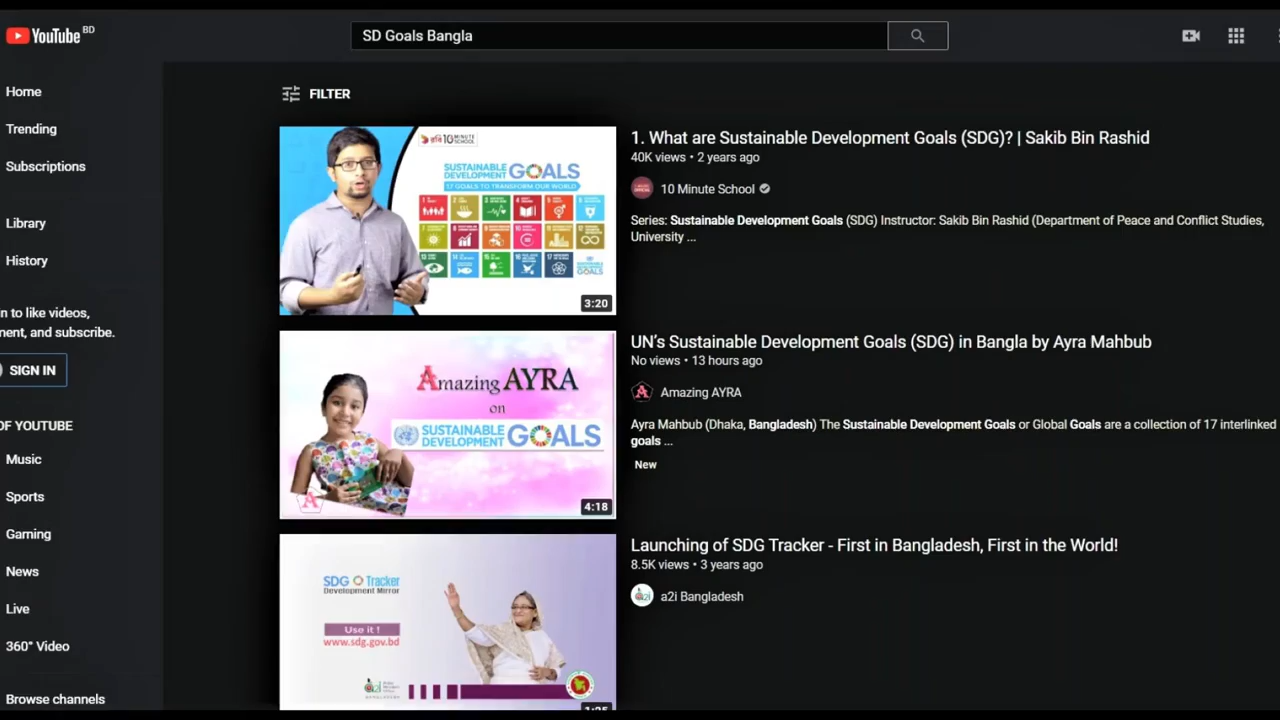 YouTube BD
SD Goals Bangla
Home
Trending
Subscriptions
Library
History
n to like videos,
ment, and subscribe.
SIGN IN
OF YOUTUBE
Music
Sports
Gaming
News
Live
360° Video
Browse channels
FILTER
10 MINUTE
SCHOOL
SUSTAINABLE
DEVELOPMENT GOALS
17 GOALS TO TRANSFORM OUR WORLD
3:20
1. What are Sustainable Development Goals (SDG)? | Sakib Bin Rashid
40K views • 2 years ago
10 Minute School
Series: Sustainable Development Goals (SDG) Instructor: Sakib Bin Rashid (Department of Peace and Conflict Studies,
University ...
Amazing AYRA
on
SUSTAINABLE
DEVELOPMENT GOALS
4:18
UN’s Sustainable Development Goals (SDG) in Bangla by Ayra Mahbub
No views • 13 hours ago
Amazing AYRA
Ayra Mahbub (Dhaka, Bangladesh) The Sustainable Development Goals or Global Goals are a collection of 17 interlinked
goals ...
New
SDG Tracker
Development Mirror
Use it !
www.sdg.gov.bd
a2i
Launching of SDG Tracker - First in Bangladesh, First in the World!
8.5K views • 3 years ago
a2i Bangladesh